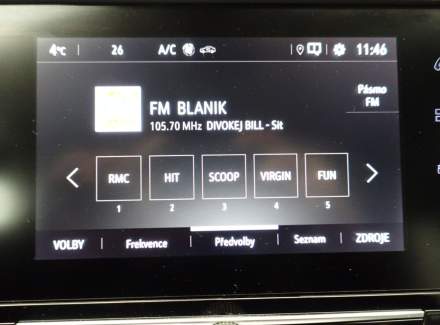 4°C 26 A/C 11:46
Pásmo
FM
FM BLANIK
105.70 MHz DIVOKEJ BILL - Sit
RMC HIT SCOOP VIRGIN FUN
1 2 3 4 5
VOLBY Frekvence Předvolby Seznam ZDROJE